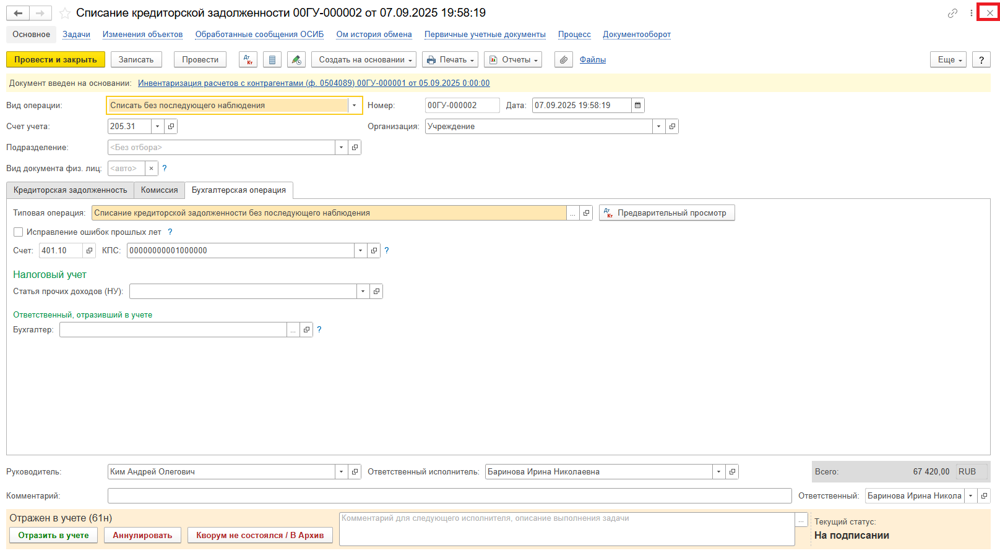 Списание кредиторской задолженности 00ГУ-000002 от 07.09.2025 19:58:19
Основное Задачи Изменения объектов Обработанные сообщения ОСИБ Ом история обмена Первичные учетные документы Процесс Документооборот
Провести и закрыть Записать Провести Дт Кт Создать на основании Печать Отчеты Файлы Еще ?
Документ введен на основании: Инвентаризация расчетов с контрагентами (ф. 0504089) 00ГУ-000001 от 05.09.2025 0:00:00
Вид операции: Списать без последующего наблюдения Номер: 00ГУ-000002 Дата: 07.09.2025 19:58:19
Счет учета: 205.31 Организация: Учреждение
Подразделение: <Без отбора>
Вид документа физ. лиц: <авто> × ?
Кредиторская задолженность Комиссия Бухгалтерская операция
Типовая операция: Списание кредиторской задолженности без последующего наблюдения ... Дт Кт Предварительный просмотр
Исправление ошибок прошлых лет ?
Счет: 401.10 КПС: 00000000001000000 ?
Налоговый учет
Статья прочих доходов (НУ):
Ответственный, отразивший в учете
Бухгалтер: ... ?
Руководитель: Ким Андрей Олегович Ответственный исполнитель: Баринова Ирина Николаевна Всего: 67 420,00 RUB
Комментарий: Ответственный: Баринова Ирина Никола
Отражен в учете (61н)
Отразить в учете Аннулировать Кворум не состоялся / В Архив
Комментарий для следующего исполнителя, описание выполнения задачи ...
Текущий статус:
На подписании